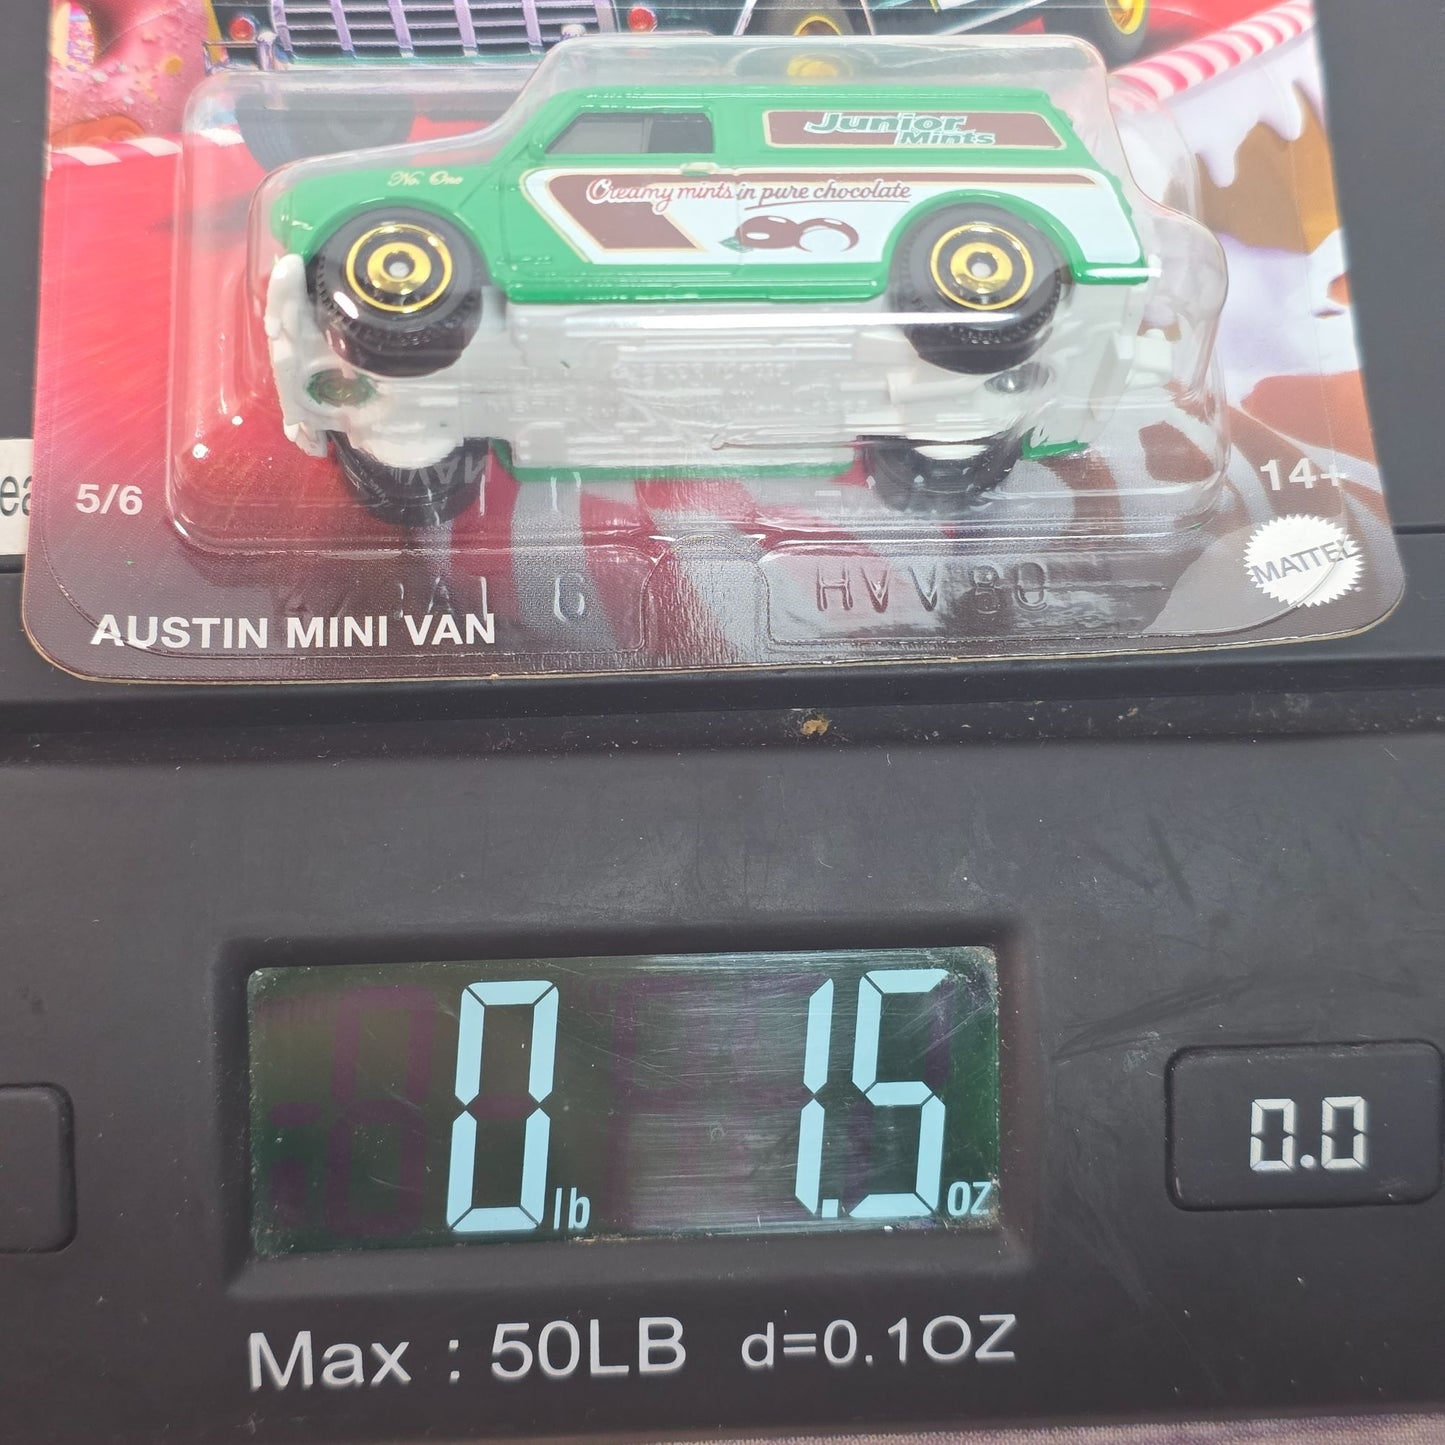 Junior
Mints
No. One
Creamy mints in pure chocolate
5/6
14+
MATTEL
HVV80
AUSTIN MINI VAN
0 lb 1.5 oz
0.0
Max : 50LB d=0.1OZ